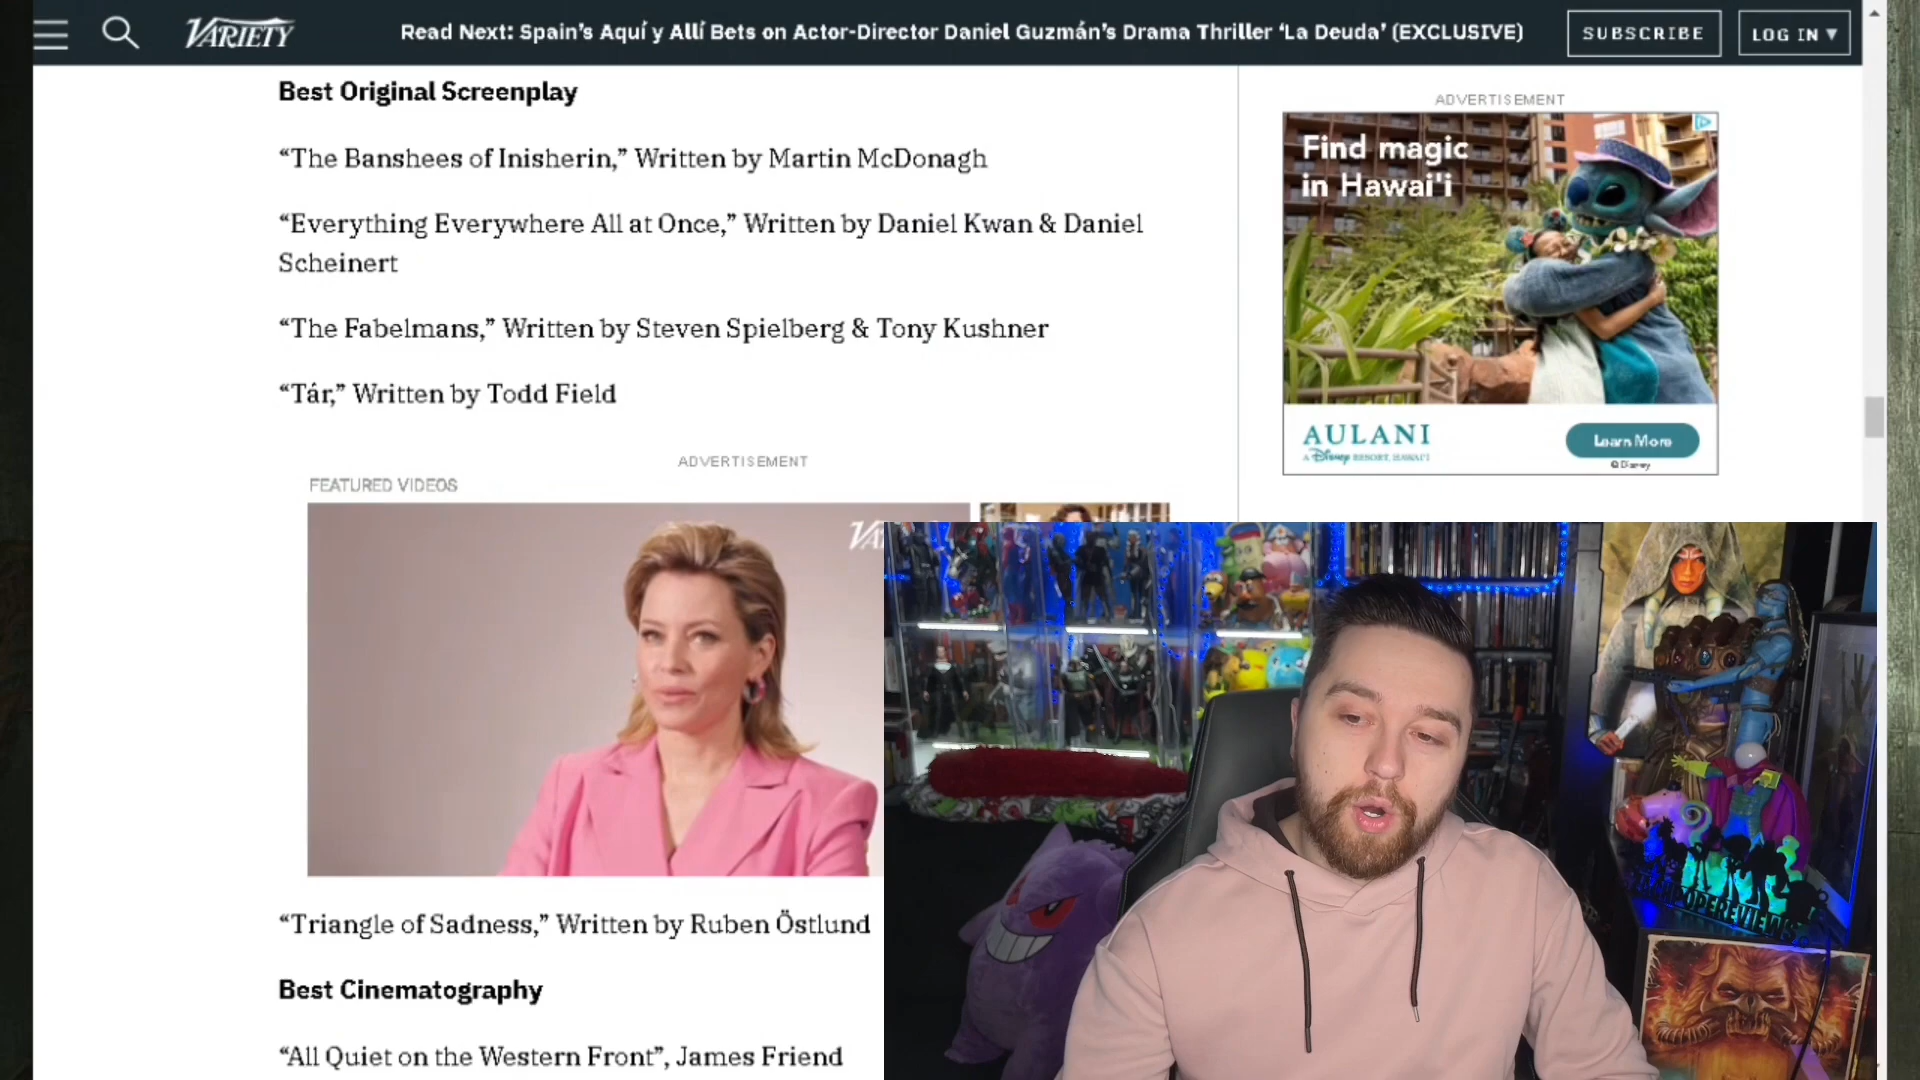 VARIETY
Read Next: Spain's Aquí y Allí Bets on Actor-Director Daniel Guzmán's Drama Thriller ‘La Deuda’ (EXCLUSIVE)
SUBSCRIBE
LOG IN ▼
Best Original Screenplay
“The Banshees of Inisherin,” Written by Martin McDonagh
“Everything Everywhere All at Once,” Written by Daniel Kwan & Daniel
Scheinert
“The Fabelmans,” Written by Steven Spielberg & Tony Kushner
“Tár,” Written by Todd Field
ADVERTISEMENT
FEATURED VIDEOS
“Triangle of Sadness,” Written by Ruben Östlund
Best Cinematography
“All Quiet on the Western Front”, James Friend
ADVERTISEMENT
Find magic
in Hawai'i
AULANI
A Disney RESORT, HAWAI'I
Learn More
©Disney